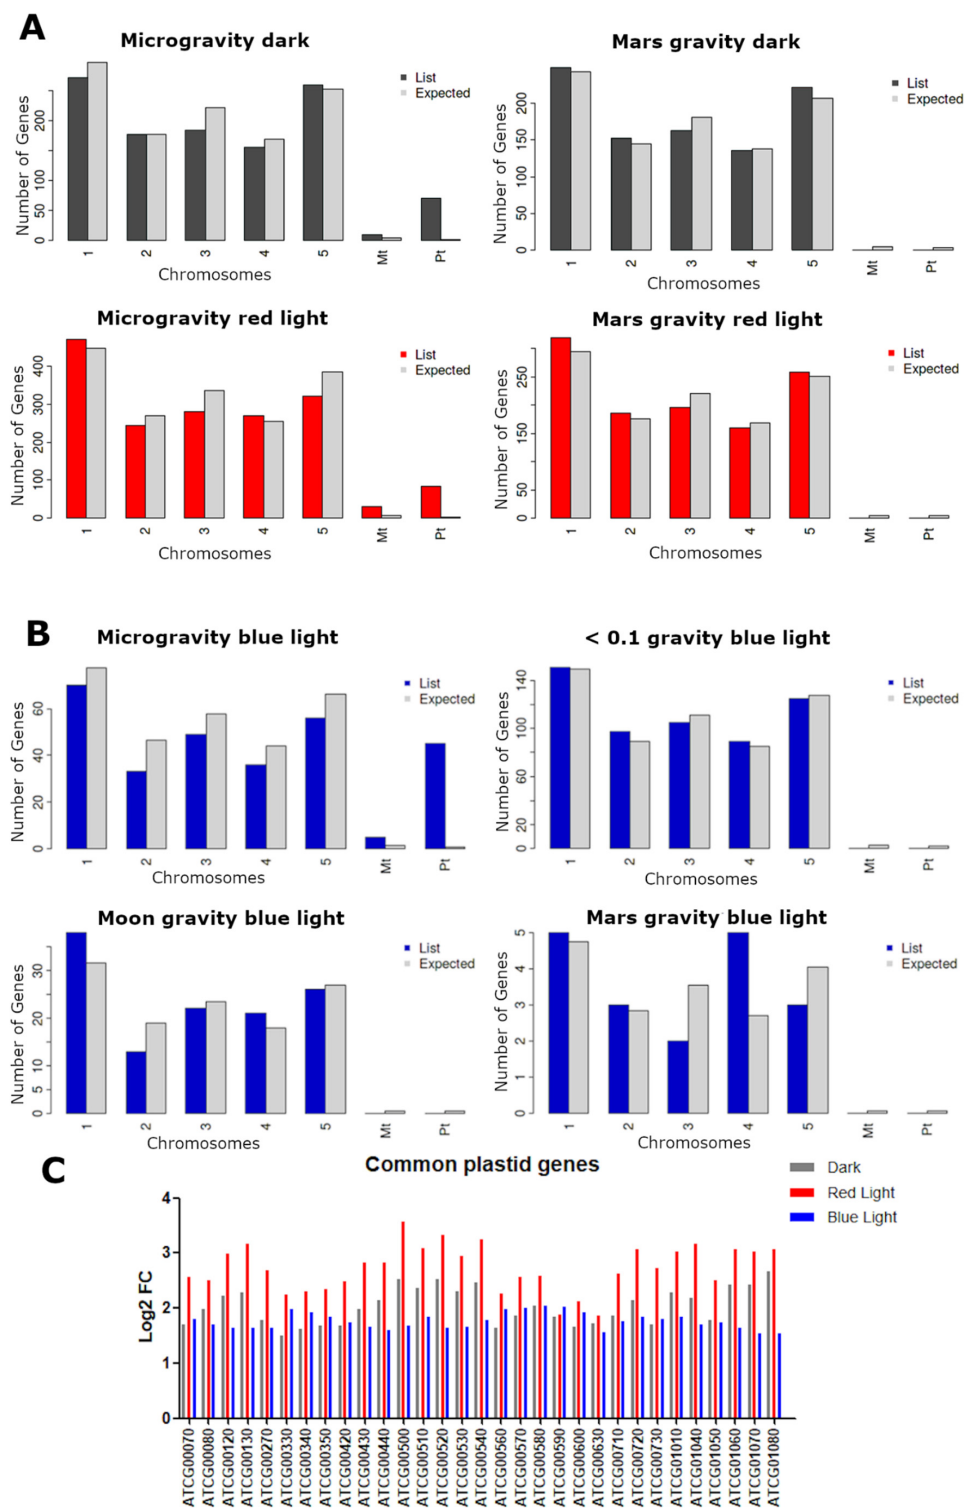 A
Microgravity dark
Number of Genes
0
50
100
200
List
Expected
1
2
3
4
5
Mt
Pt
Chromosomes
Mars gravity dark
Number of Genes
0
50
100
150
200
List
Expected
1
2
3
4
5
Mt
Pt
Chromosomes
Microgravity red light
Number of Genes
0
100
200
300
400
List
Expected
1
2
3
4
5
Mt
Pt
Chromosomes
Mars gravity red light
Number of Genes
0
50
150
250
List
Expected
1
2
3
4
5
Mt
Pt
Chromosomes
B
Microgravity blue light
Number of Genes
0
20
40
60
List
Expected
1
2
3
4
5
Mt
Pt
Chromosomes
< 0.1 gravity blue light
Number of Genes
0
20
60
100
140
List
Expected
1
2
3
4
5
Mt
Pt
Chromosomes
Moon gravity blue light
Number of Genes
0
5
10
20
30
List
Expected
1
2
3
4
5
Mt
Pt
Chromosomes
Mars gravity blue light
Number of Genes
0
1
2
3
4
5
List
Expected
1
2
3
4
5
Mt
Pt
Chromosomes
C
Common plastid genes
Dark
Red Light
Blue Light
Log2 FC
4
3
2
1
0
ATCG00070
ATCG00080
ATCG00120
ATCG00130
ATCG00270
ATCG00330
ATCG00340
ATCG00350
ATCG00420
ATCG00430
ATCG00440
ATCG00500
ATCG00510
ATCG00520
ATCG00530
ATCG00540
ATCG00560
ATCG00570
ATCG00580
ATCG00590
ATCG00600
ATCG00630
ATCG00710
ATCG00720
ATCG00730
ATCG01010
ATCG01040
ATCG01050
ATCG01060
ATCG01070
ATCG01080